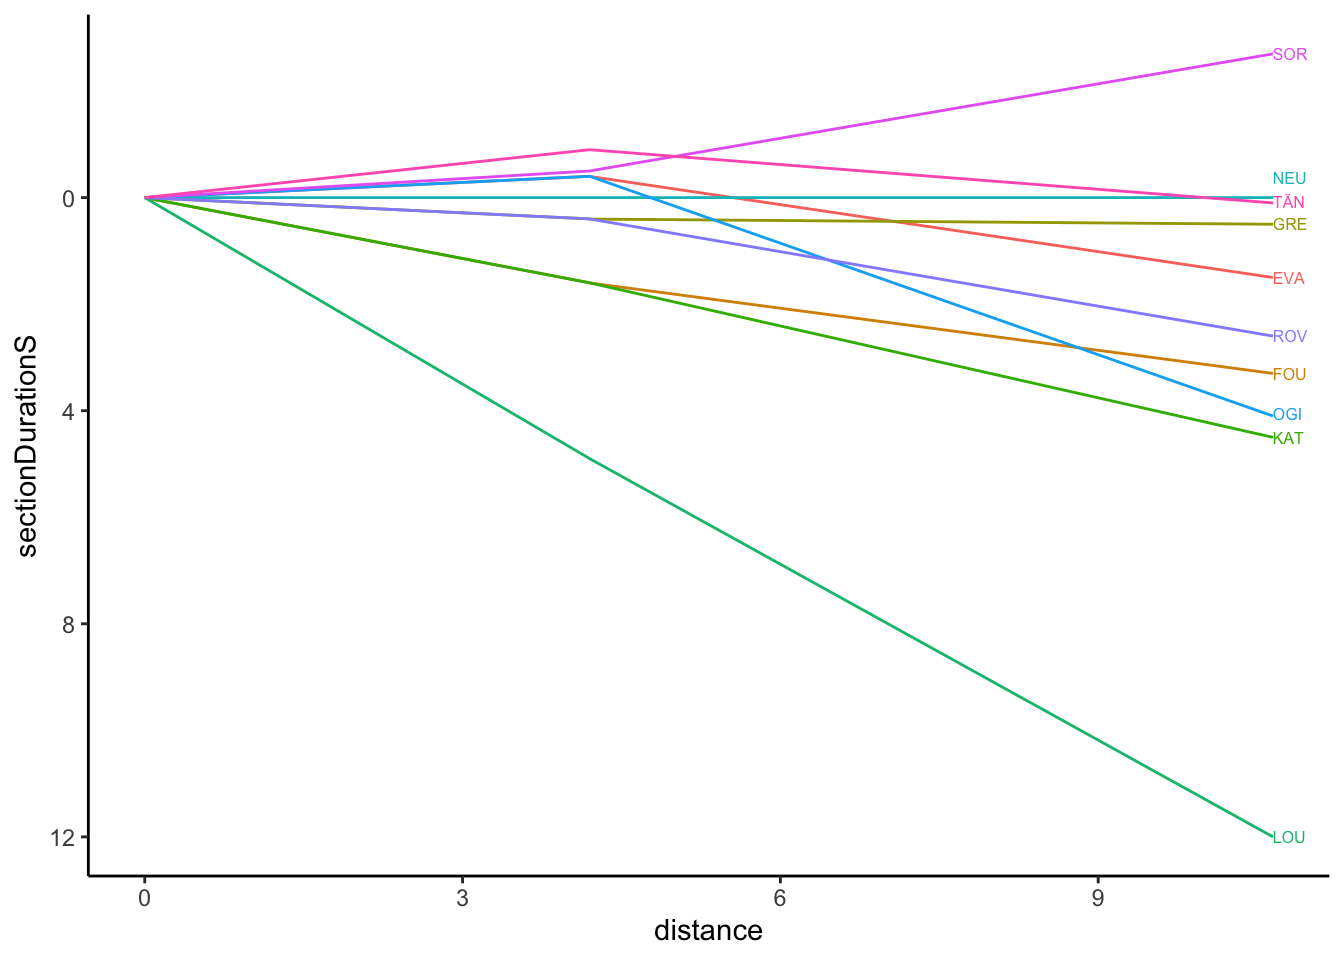 SOR
NEU
TÄN
GRE
EVA
ROV
FOU
OGI
KAT
LOU
0
4
8
12
0 3 6 9
distance
sectionDurationS